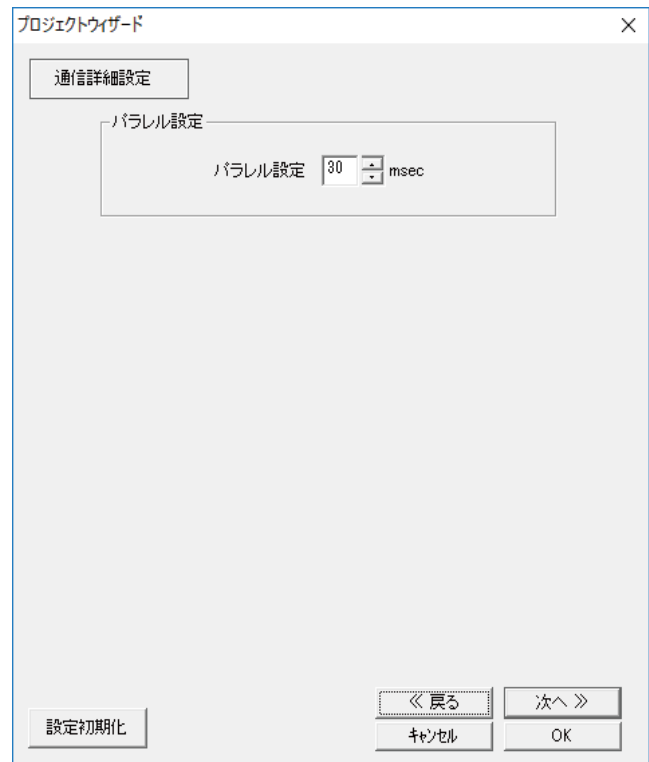 プロジェクトウィザード
通信詳細設定
パラレル設定
パラレル設定 30 msec
≪ 戻る 次へ ≫
設定初期化
キャンセル OK